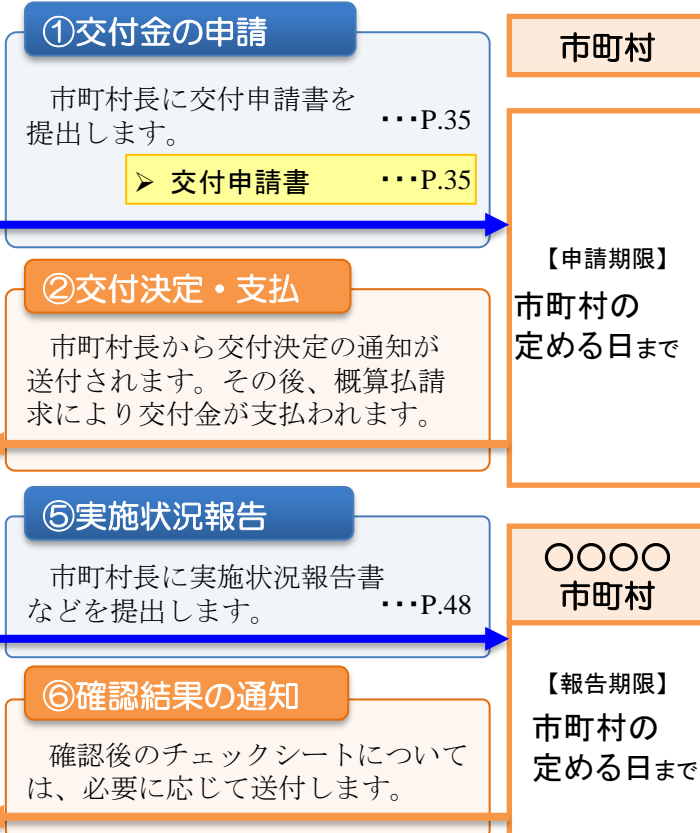 ①交付金の申請
市町村長に交付申請書を
提出します。 ･･･P.35
➢ 交付申請書 ･･･P.35
市町村
【申請期限】
市町村の
定める日まで
②交付決定・支払
市町村長から交付決定の通知が
送付されます。その後、概算払請
求により交付金が支払われます。
⑤実施状況報告
市町村長に実施状況報告書
などを提出します。 ･･･P.48
〇〇〇〇
市町村
【報告期限】
市町村の
定める日まで
⑥確認結果の通知
確認後のチェックシートについて
は、必要に応じて送付します。